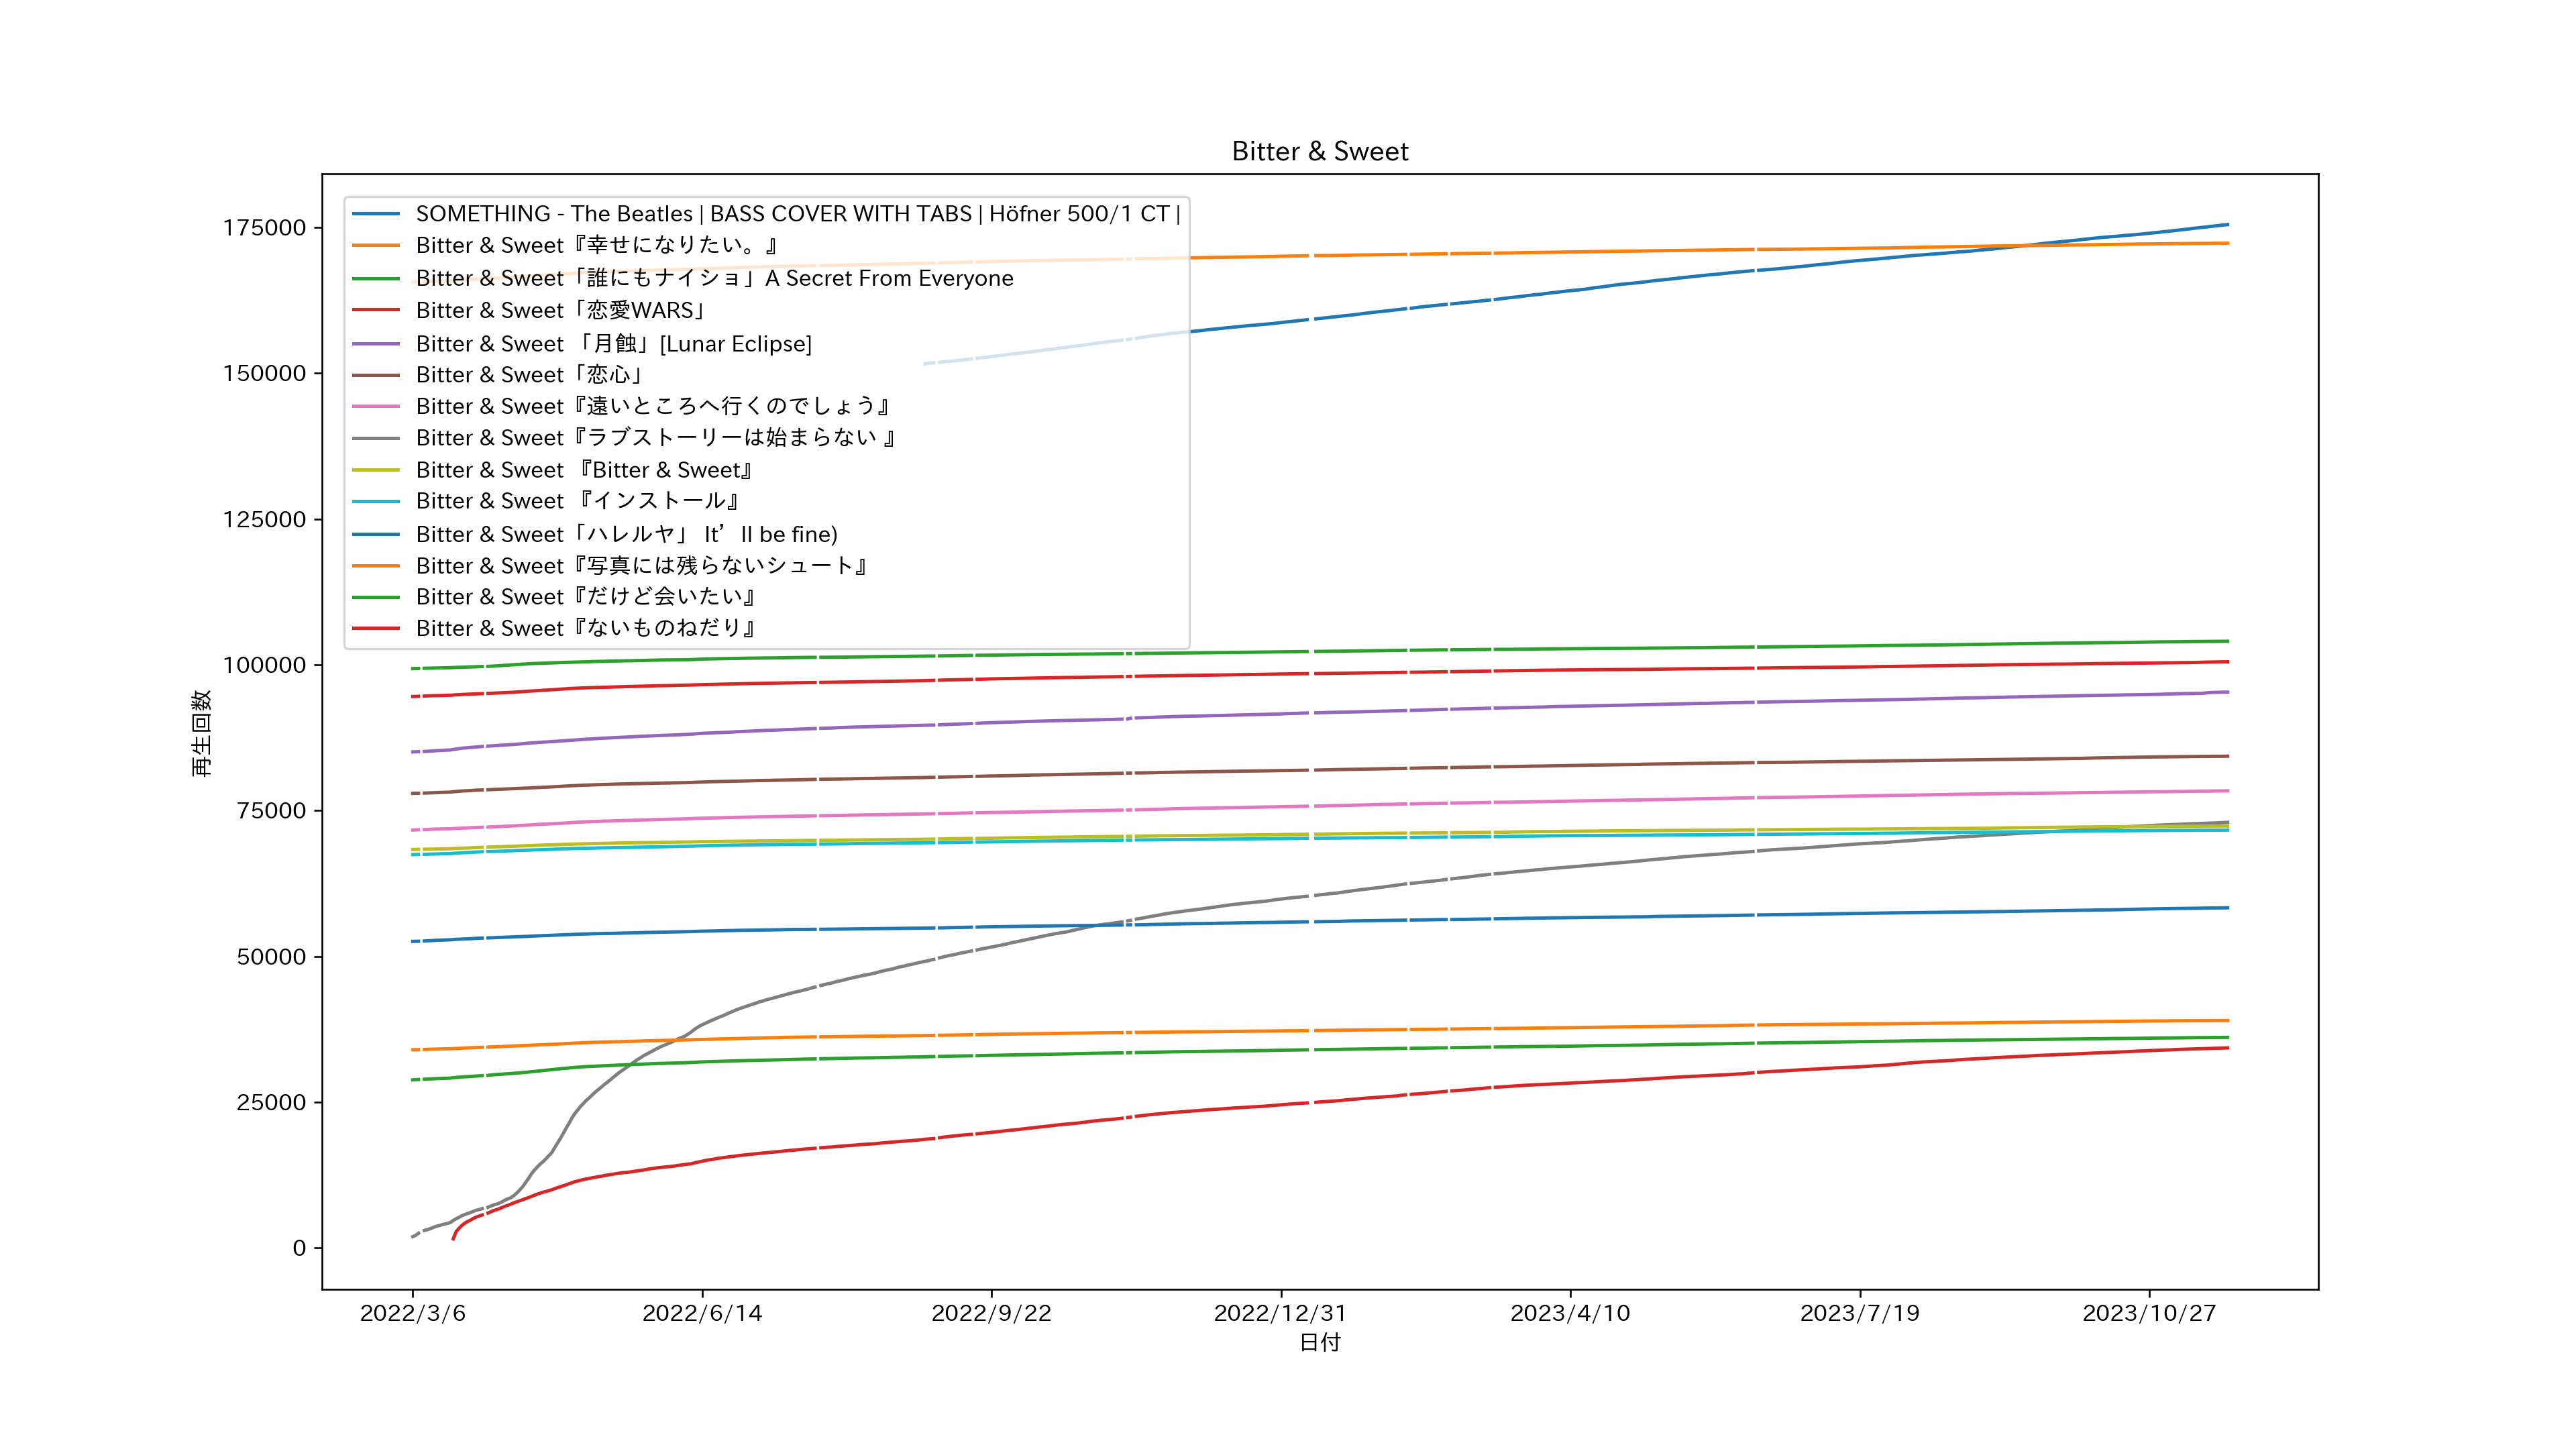 Bitter & Sweet
175000
150000
125000
100000
75000
50000
25000
0
再生回数
SOMETHING - The Beatles | BASS COVER WITH TABS | Höfner 500/1 CT |
Bitter & Sweet『幸せになりたい。』
Bitter & Sweet「誰にもナイショ」A Secret From Everyone
Bitter & Sweet「恋愛WARS」
Bitter & Sweet 「月蝕」[Lunar Eclipse]
Bitter & Sweet「恋心」
Bitter & Sweet『遠いところへ行くのでしょう』
Bitter & Sweet『ラブストーリーは始まらない 』
Bitter & Sweet 『Bitter & Sweet』
Bitter & Sweet 『インストール』
Bitter & Sweet「ハレルヤ」 It’ll be fine)
Bitter & Sweet『写真には残らないシュート』
Bitter & Sweet『だけど会いたい』
Bitter & Sweet『ないものねだり』
2022/3/6 2022/6/14 2022/9/22 2022/12/31 2023/4/10 2023/7/19 2023/10/27
日付